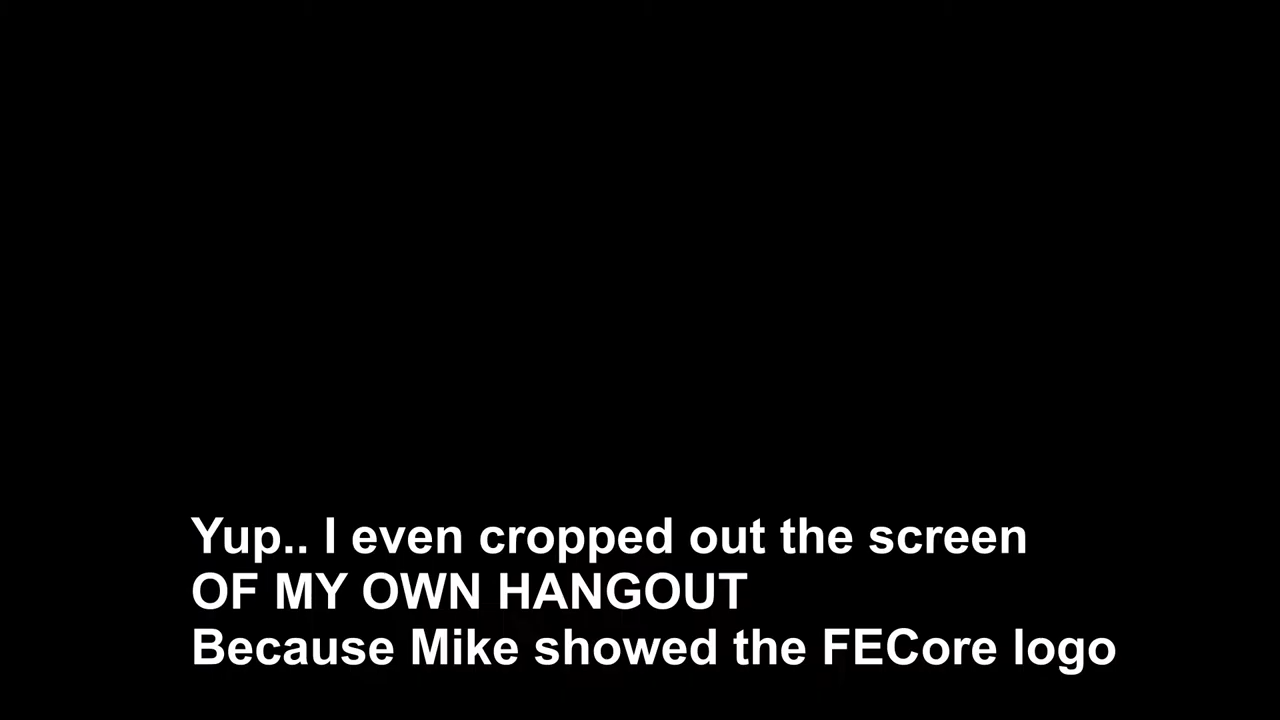 Yup.. I even cropped out the screen
OF MY OWN HANGOUT
Because Mike showed the FECore logo